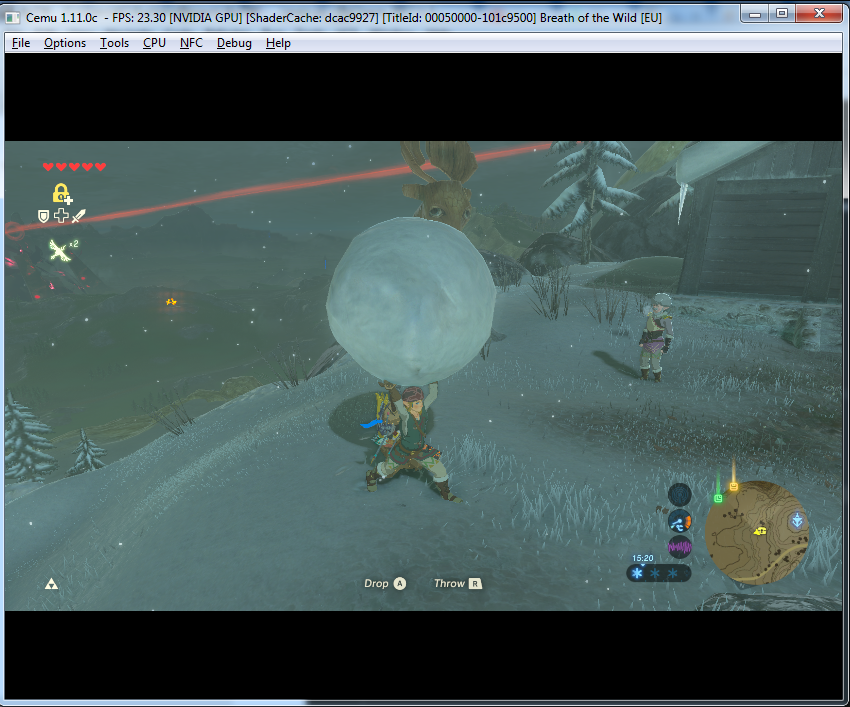 Cemu 1.11.0c - FPS: 23.30 [NVIDIA GPU] [ShaderCache: dcac9927] [TitleId: 00050000-101c9500] Breath of the Wild [EU]
File Options Tools CPU NFC Debug Help
x2
15:20
Drop A Throw R